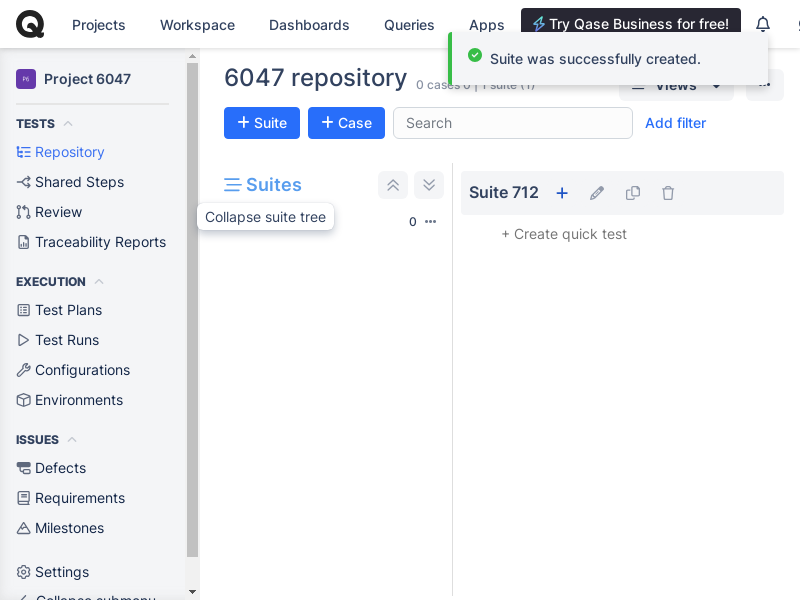 Projects
Workspace
Dashboards
Queries
Apps
Try Qase Business for free!
Suite was successfully created.
P6
Project 6047
TESTS
Repository
Shared Steps
Review
Traceability Reports
EXECUTION
Test Plans
Test Runs
Configurations
Environments
ISSUES
Defects
Requirements
Milestones
Settings
Collapse submenu
6047 repository
0 cases 0 | 1 suite (1)
Views
+ Suite
+ Case
Search
Add filter
Suites
Collapse suite tree
0
Suite 712
+ Create quick test